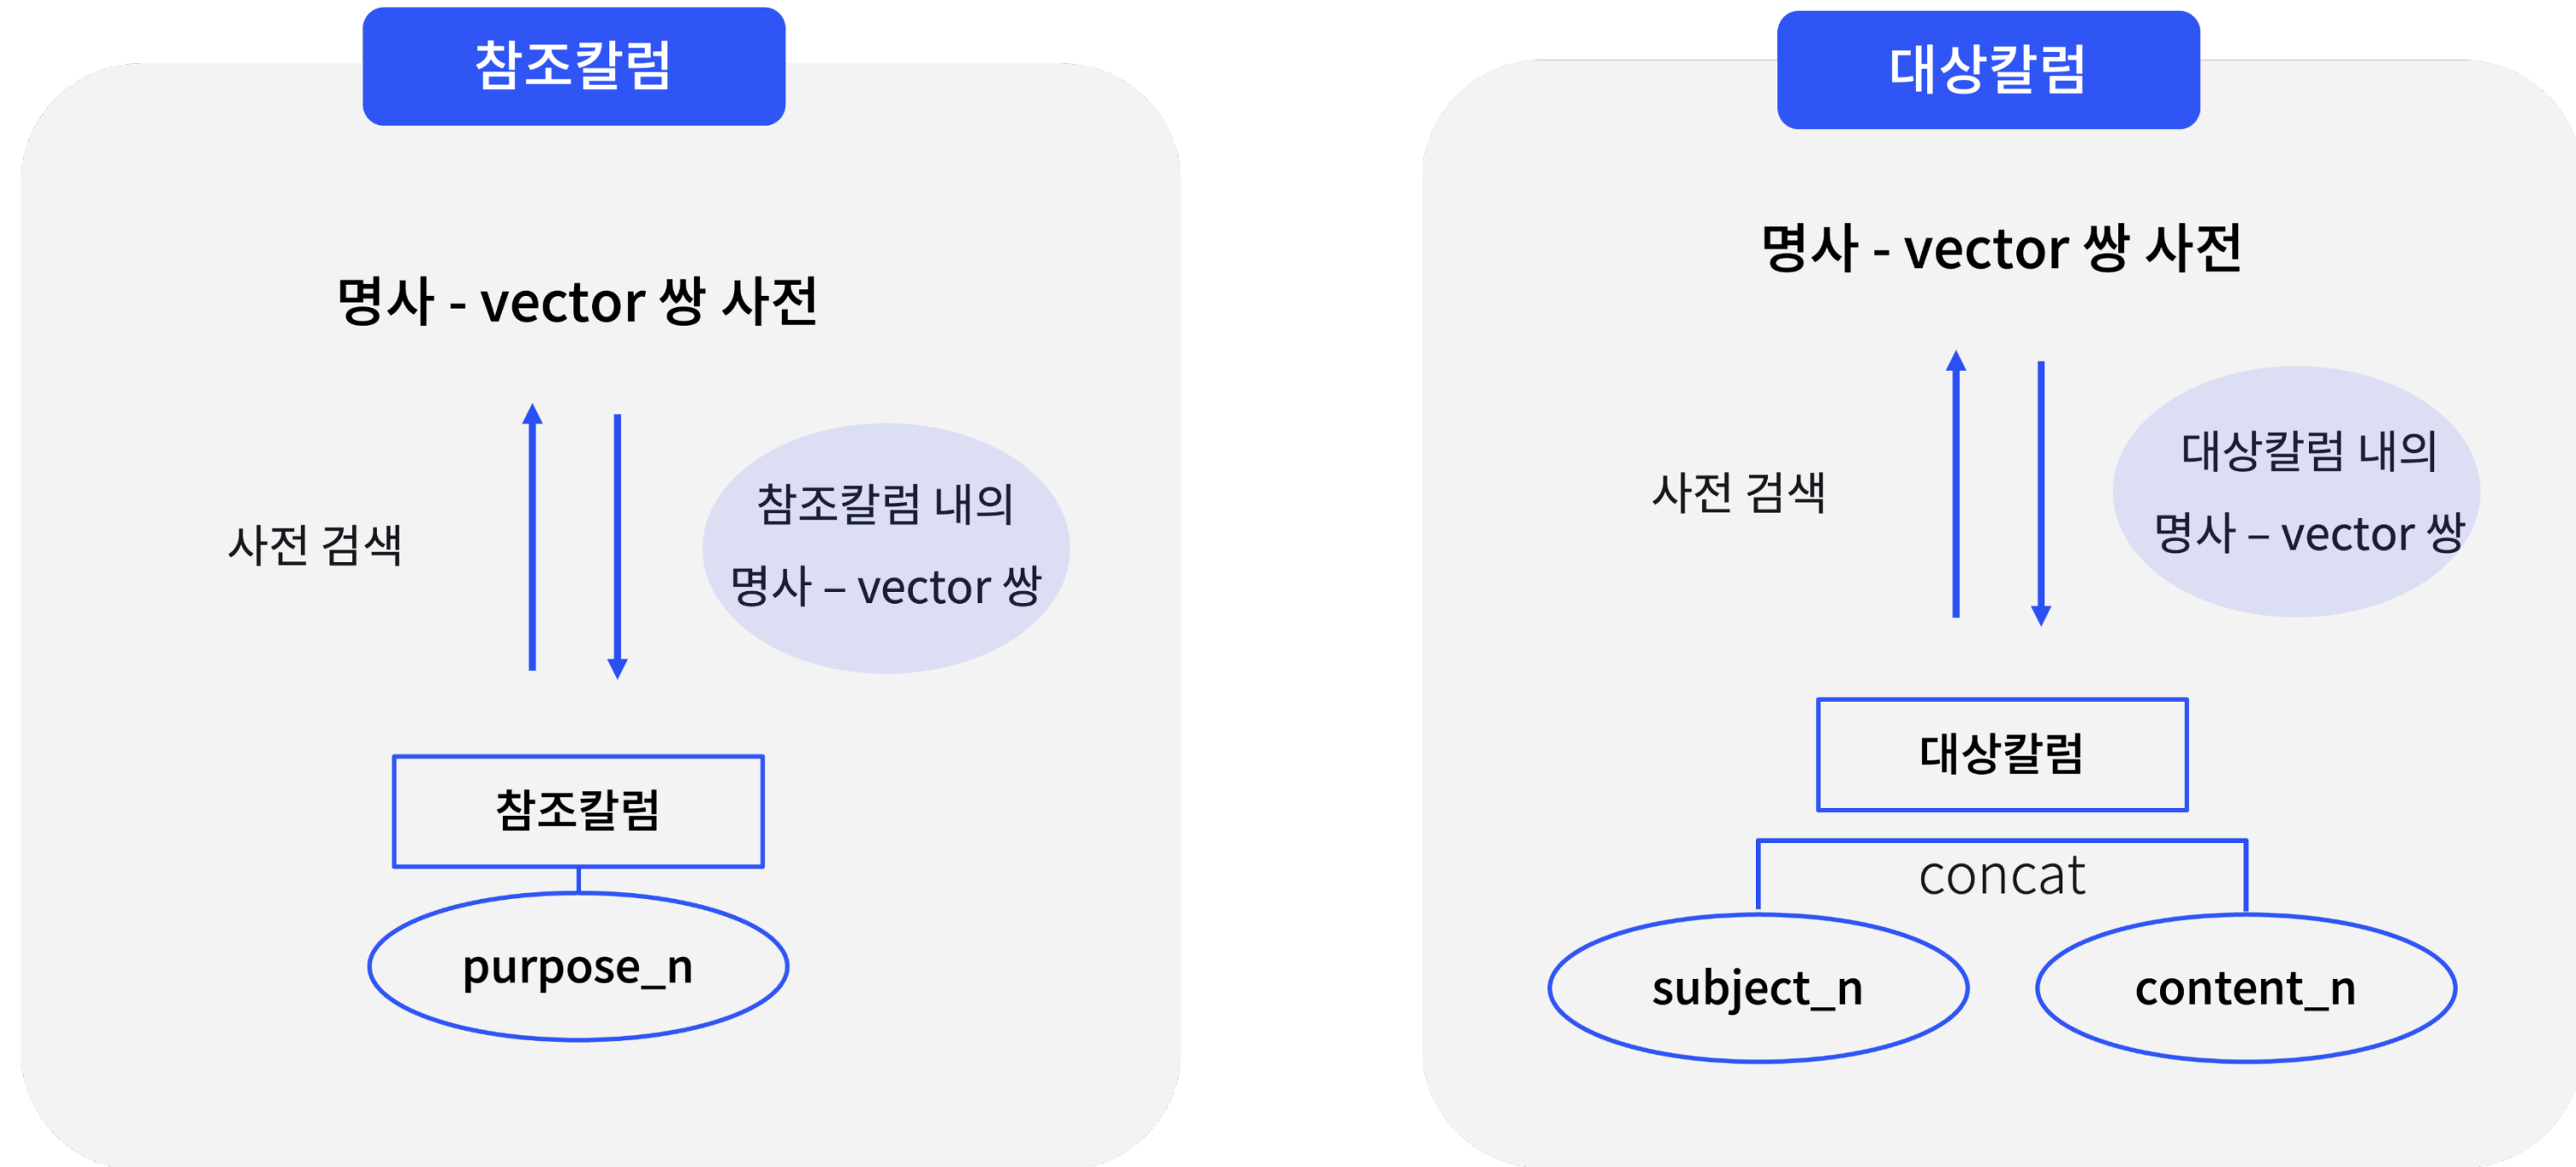 참조칼럼
명사 - vector 쌍 사전
사전 검색
참조칼럼 내의
명사 – vector 쌍
참조칼럼
purpose_n
대상칼럼
명사 - vector 쌍 사전
사전 검색
대상칼럼 내의
명사 – vector 쌍
대상칼럼
concat
subject_n
content_n